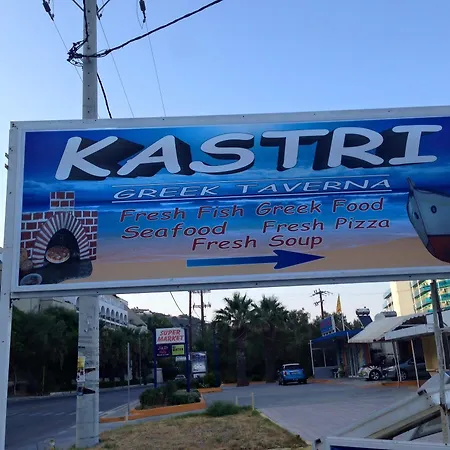 KASTRI
GREEK TAVERNA
Fresh Fish Greek Food
Seafood Fresh Pizza
Fresh Soup
SUPER
MARKET